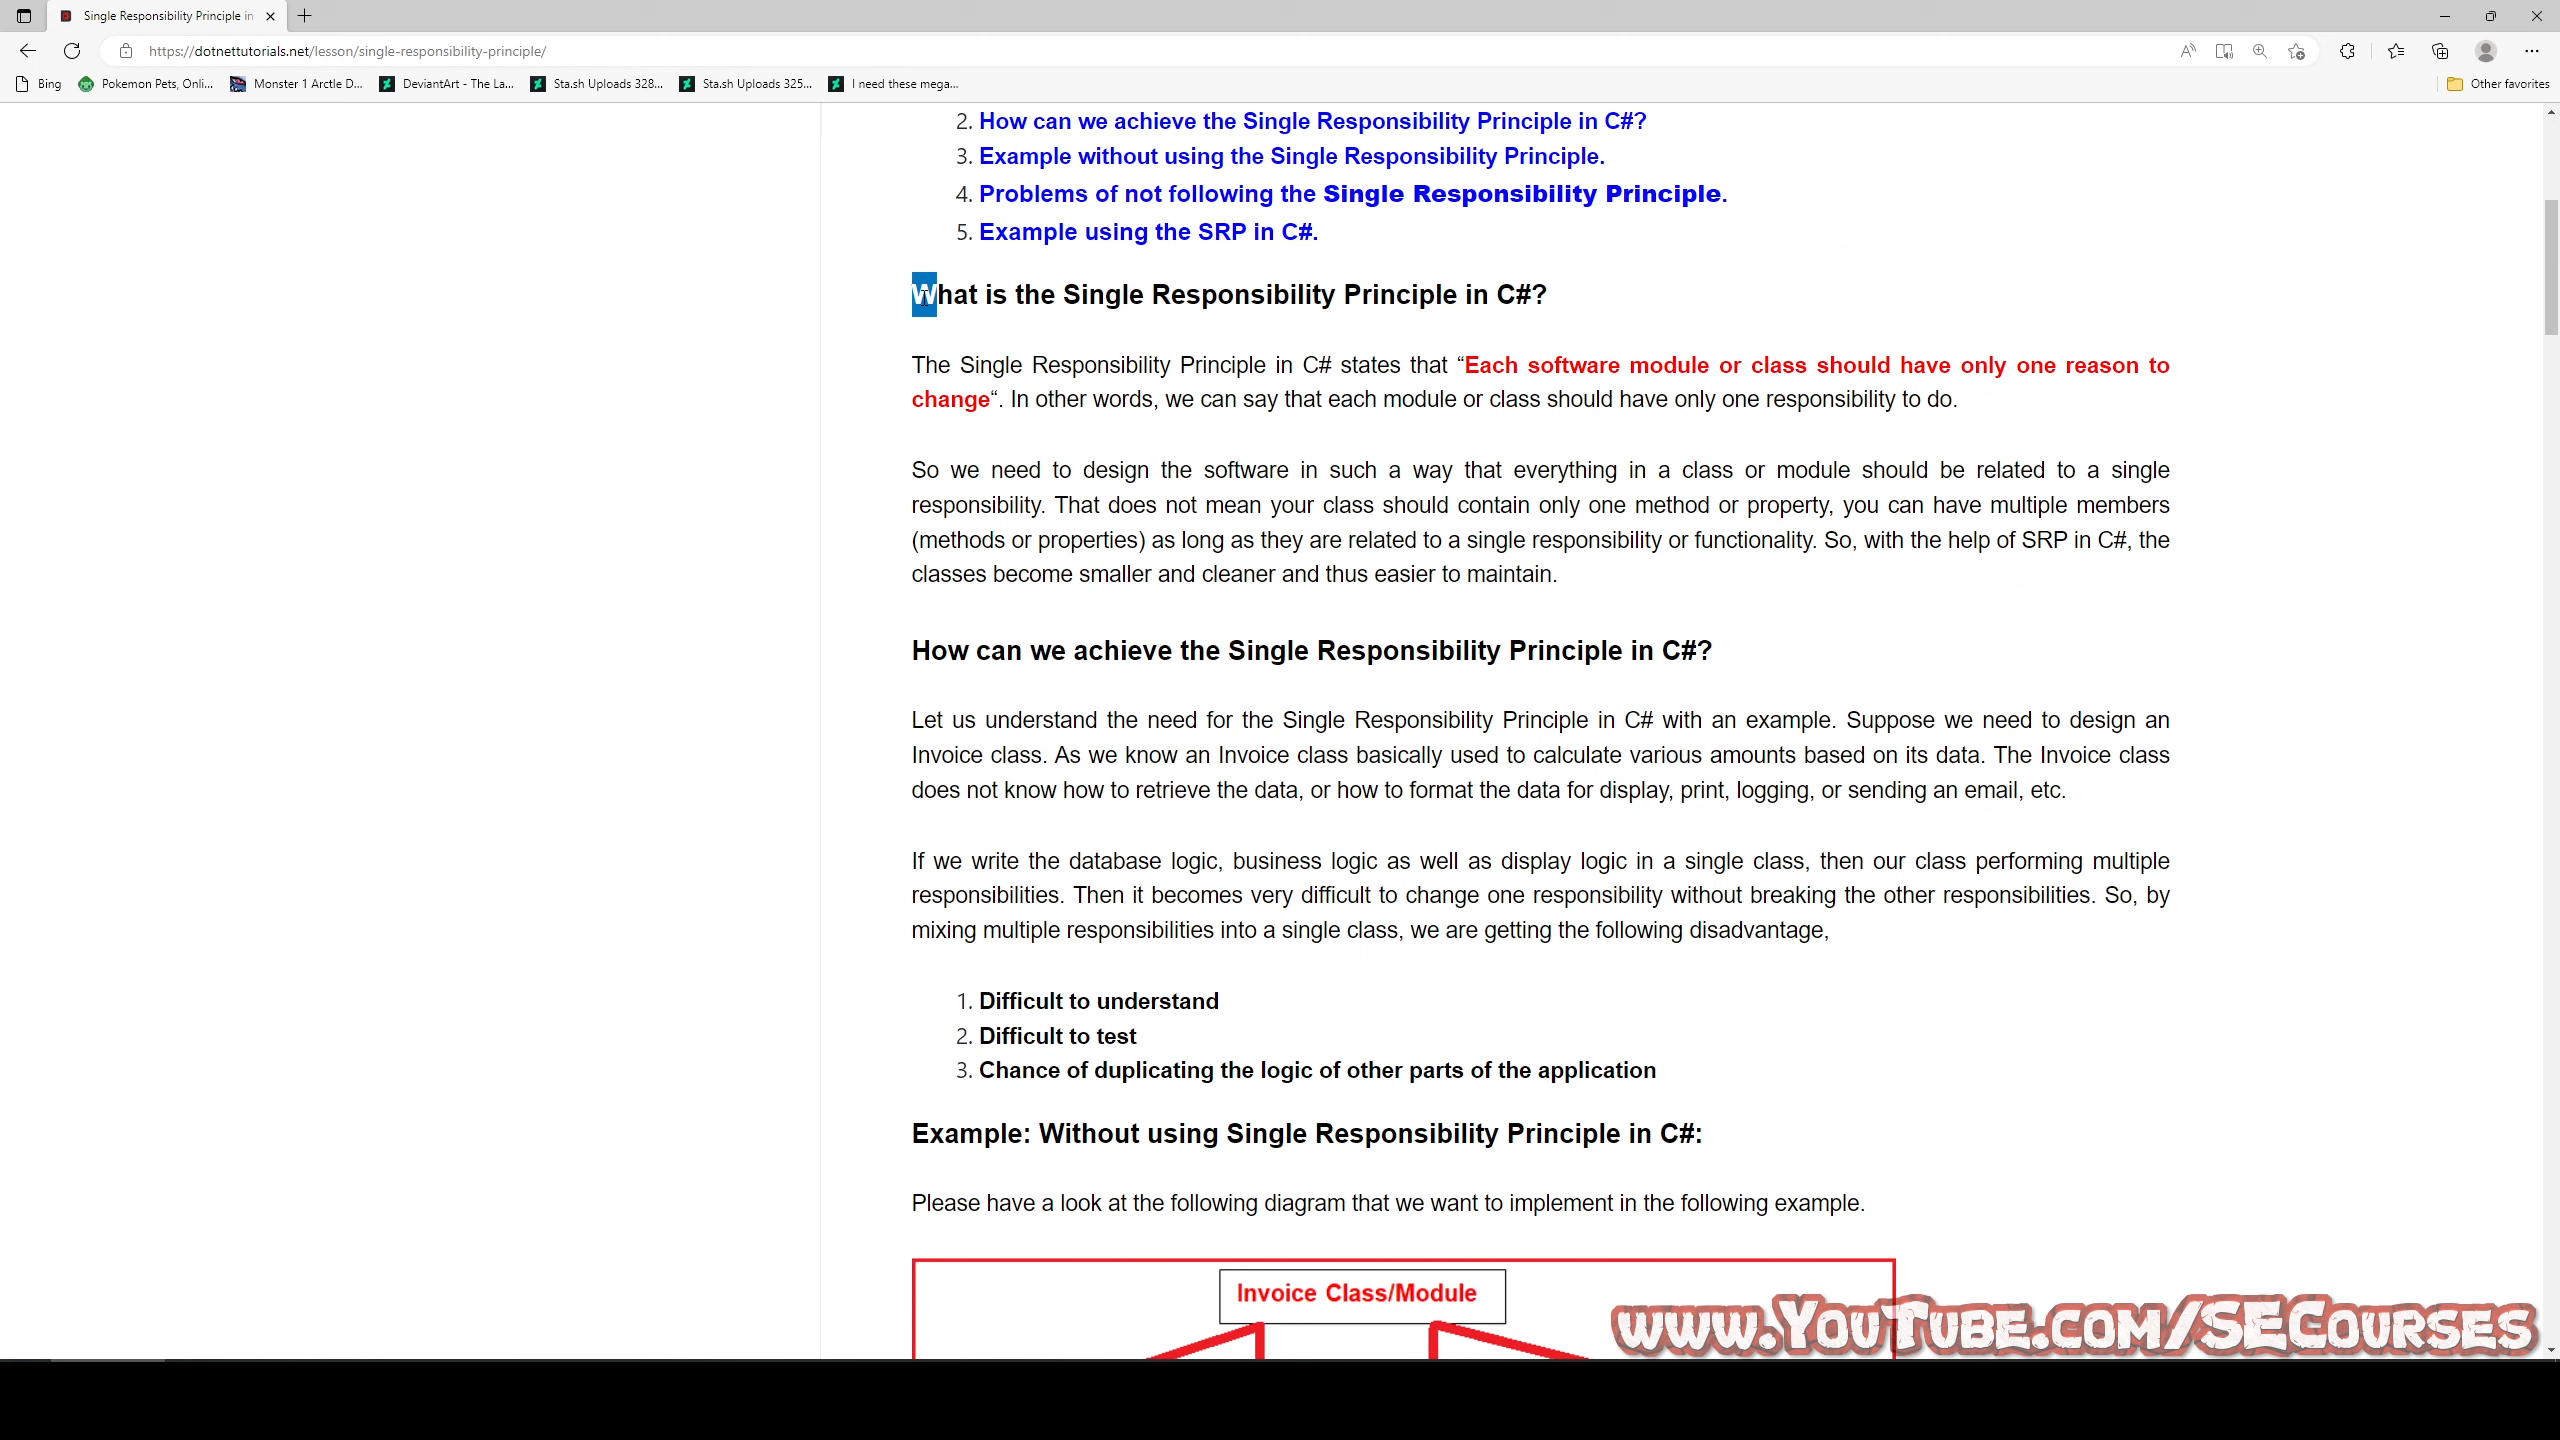 Single Responsibility Principle in
https://dotnettutorials.net/lesson/single-responsibility-principle/
Bing
Pokemon Pets, Onli...
Monster 1 Arctle D...
DeviantArt - The La...
Sta.sh Uploads 328...
Sta.sh Uploads 325...
I need these mega...
Other favorites
2. How can we achieve the Single Responsibility Principle in C#?
3. Example without using the Single Responsibility Principle.
4. Problems of not following the Single Responsibility Principle.
5. Example using the SRP in C#.
What is the Single Responsibility Principle in C#?
The Single Responsibility Principle in C# states that “Each software module or class should have only one reason to
change“. In other words, we can say that each module or class should have only one responsibility to do.
So we need to design the software in such a way that everything in a class or module should be related to a single
responsibility. That does not mean your class should contain only one method or property, you can have multiple members
(methods or properties) as long as they are related to a single responsibility or functionality. So, with the help of SRP in C#, the
classes become smaller and cleaner and thus easier to maintain.
How can we achieve the Single Responsibility Principle in C#?
Let us understand the need for the Single Responsibility Principle in C# with an example. Suppose we need to design an
Invoice class. As we know an Invoice class basically used to calculate various amounts based on its data. The Invoice class
does not know how to retrieve the data, or how to format the data for display, print, logging, or sending an email, etc.
If we write the database logic, business logic as well as display logic in a single class, then our class performing multiple
responsibilities. Then it becomes very difficult to change one responsibility without breaking the other responsibilities. So, by
mixing multiple responsibilities into a single class, we are getting the following disadvantage,
1. Difficult to understand
2. Difficult to test
3. Chance of duplicating the logic of other parts of the application
Example: Without using Single Responsibility Principle in C#:
Please have a look at the following diagram that we want to implement in the following example.
Invoice Class/Module
www.YouTube.com/SECourses